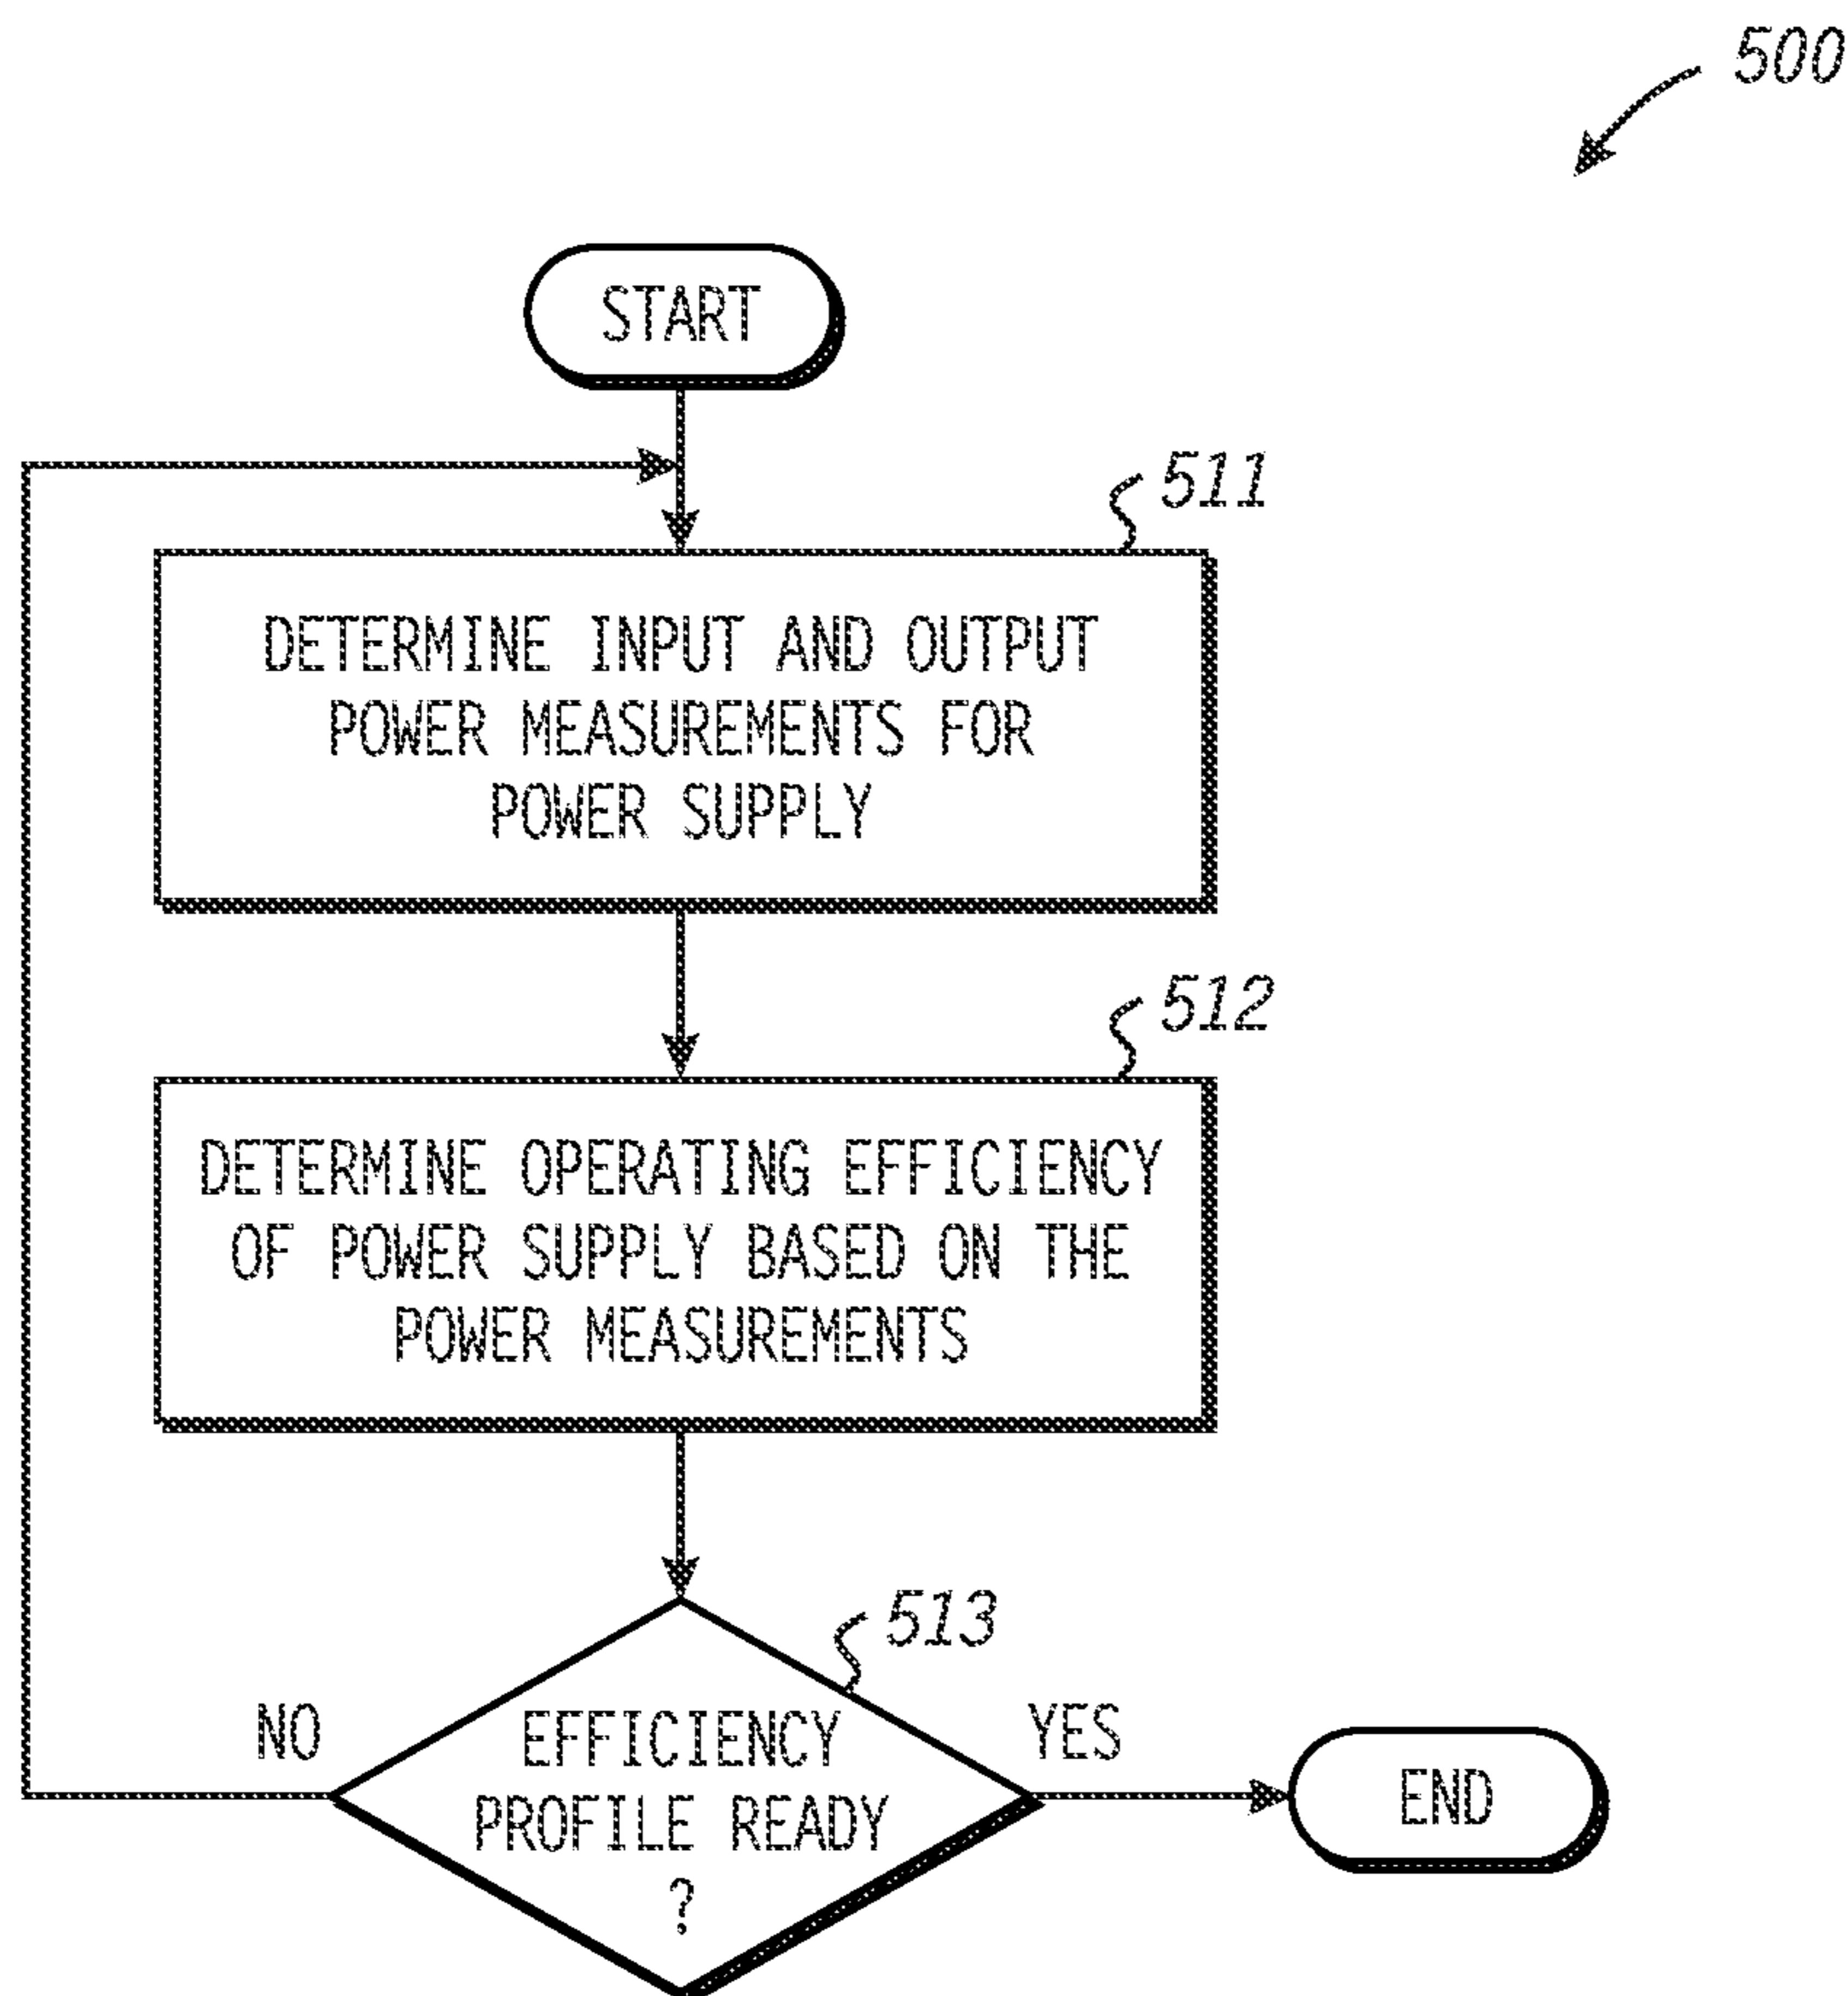 500
START
511
DETERMINE INPUT AND OUTPUT
POWER MEASUREMENTS FOR
POWER SUPPLY
512
DETERMINE OPERATING EFFICIENCY
OF POWER SUPPLY BASED ON THE
POWER MEASUREMENTS
513
NO
EFFICIENCY
PROFILE READY
?
YES
END